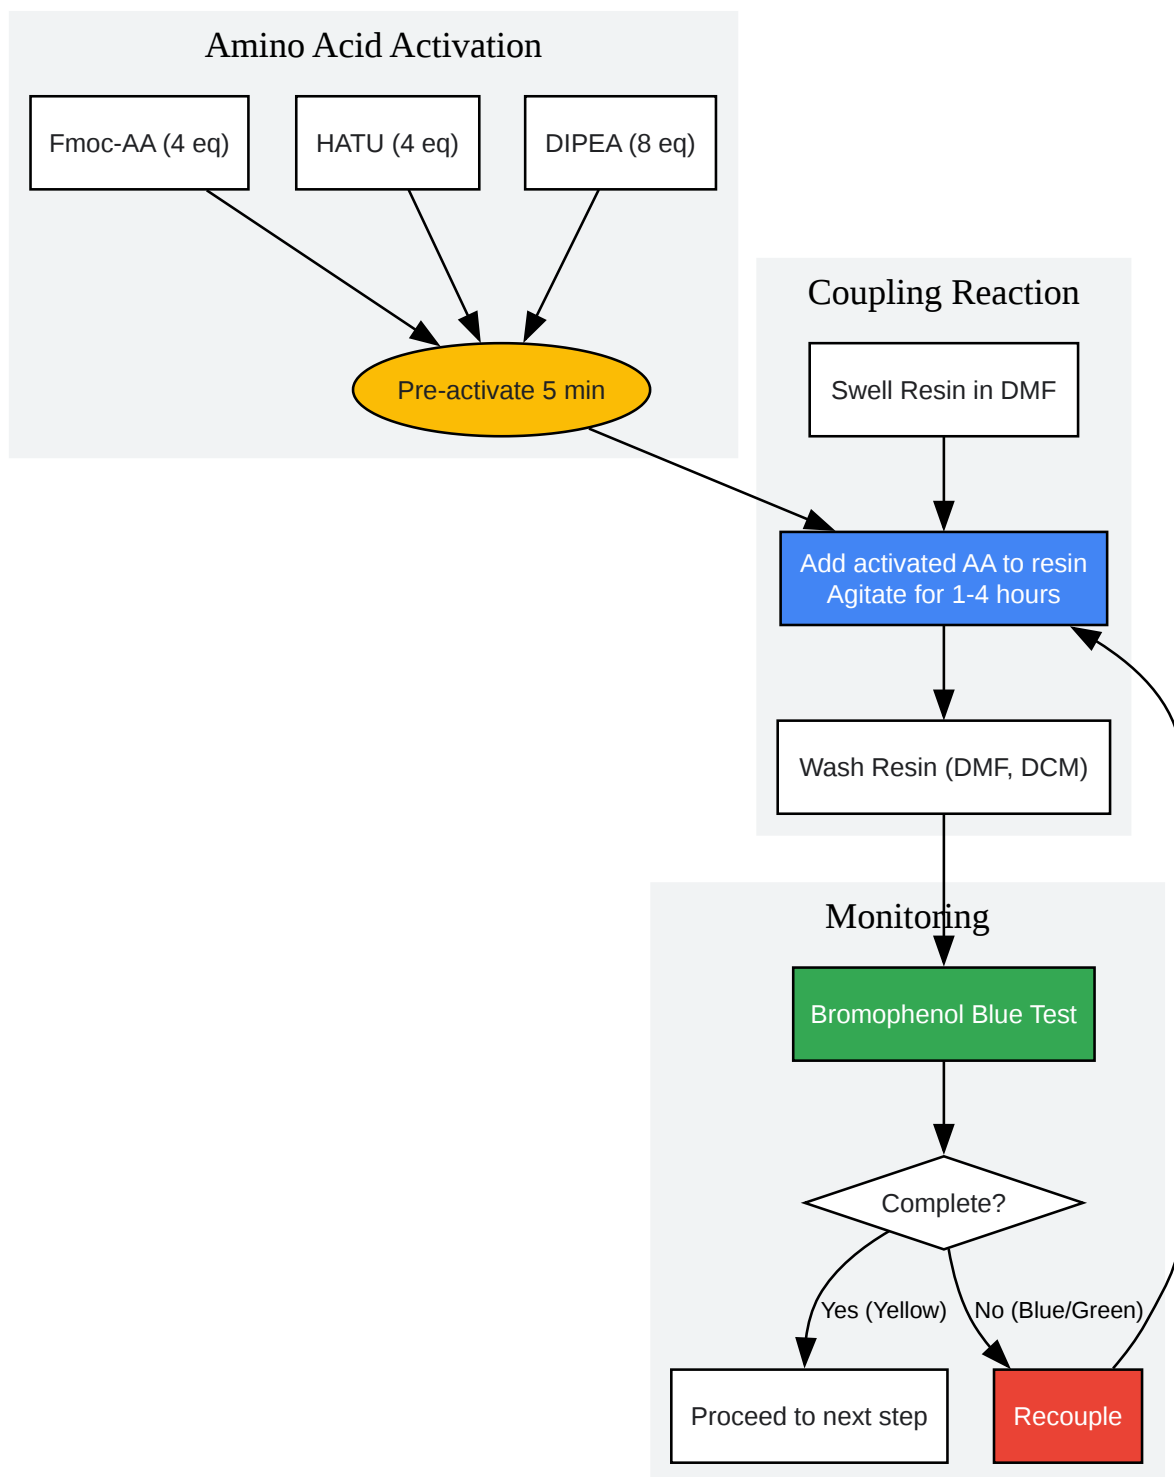 Amino Acid Activation
Fmoc-AA (4 eq)
HATU (4 eq)
DIPEA (8 eq)
Pre-activate 5 min
Coupling Reaction
Swell Resin in DMF
Add activated AA to resin
Agitate for 1-4 hours
Wash Resin (DMF, DCM)
Monitoring
Bromophenol Blue Test
Complete?
Yes (Yellow)
No (Blue/Green)
Proceed to next step
Recouple